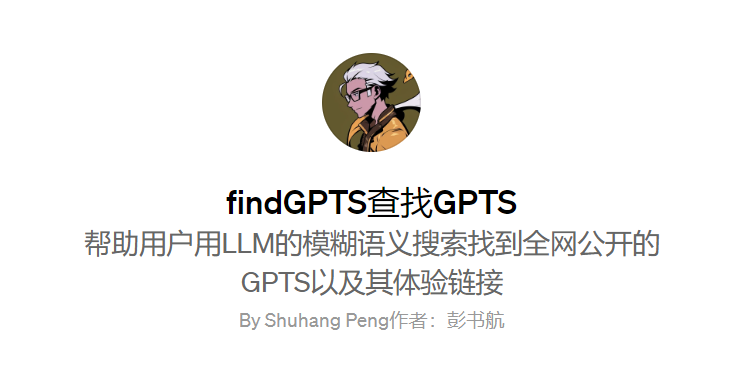 findGPTS查找GPTS
帮助用户用LLM的模糊语义搜索找到全网公开的
GPTS以及其体验链接
By Shuhang Peng作者：彭书航